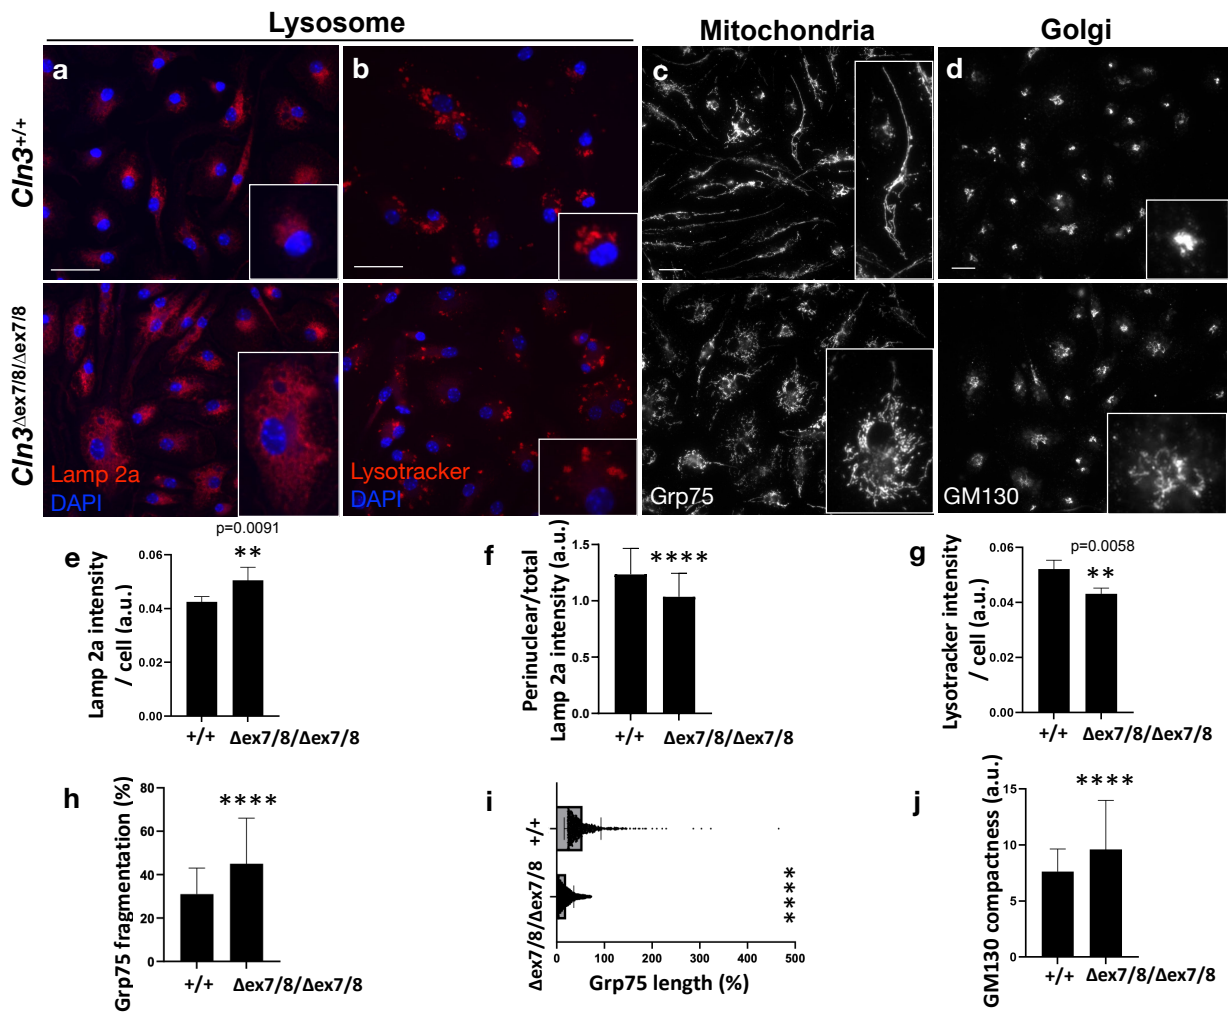 Lysosome
Mitochondria
Golgi
Cln3+/+
a
b
c
d
Cln3Δex7/8/Δex7/8
Lamp 2a
DAPI
Lysotracker
DAPI
Grp75
GM130
e
p=0.0091
**
Lamp 2a intensity
/ cell (a.u.)
0.06
0.04
0.02
0.00
+/+
Δex7/8/Δex7/8
f
Perinuclear/total
Lamp 2a intensity (a.u.)
1.5
1.0
0.5
0.0
****
+/+
Δex7/8/Δex7/8
g
p=0.0058
**
Lysotracker intensity
/ cell (a.u.)
0.06
0.04
0.02
0.00
+/+
Δex7/8/Δex7/8
h
Grp75 fragmentation (%)
80
60
40
20
0
****
+/+
Δex7/8/Δex7/8
i
+/+
Δex7/8/Δex7/8
****
0 100 200 300 400 500
Grp75 length (%)
j
GM130 compactness (a.u.)
15
10
5
0
****
+/+
Δex7/8/Δex7/8